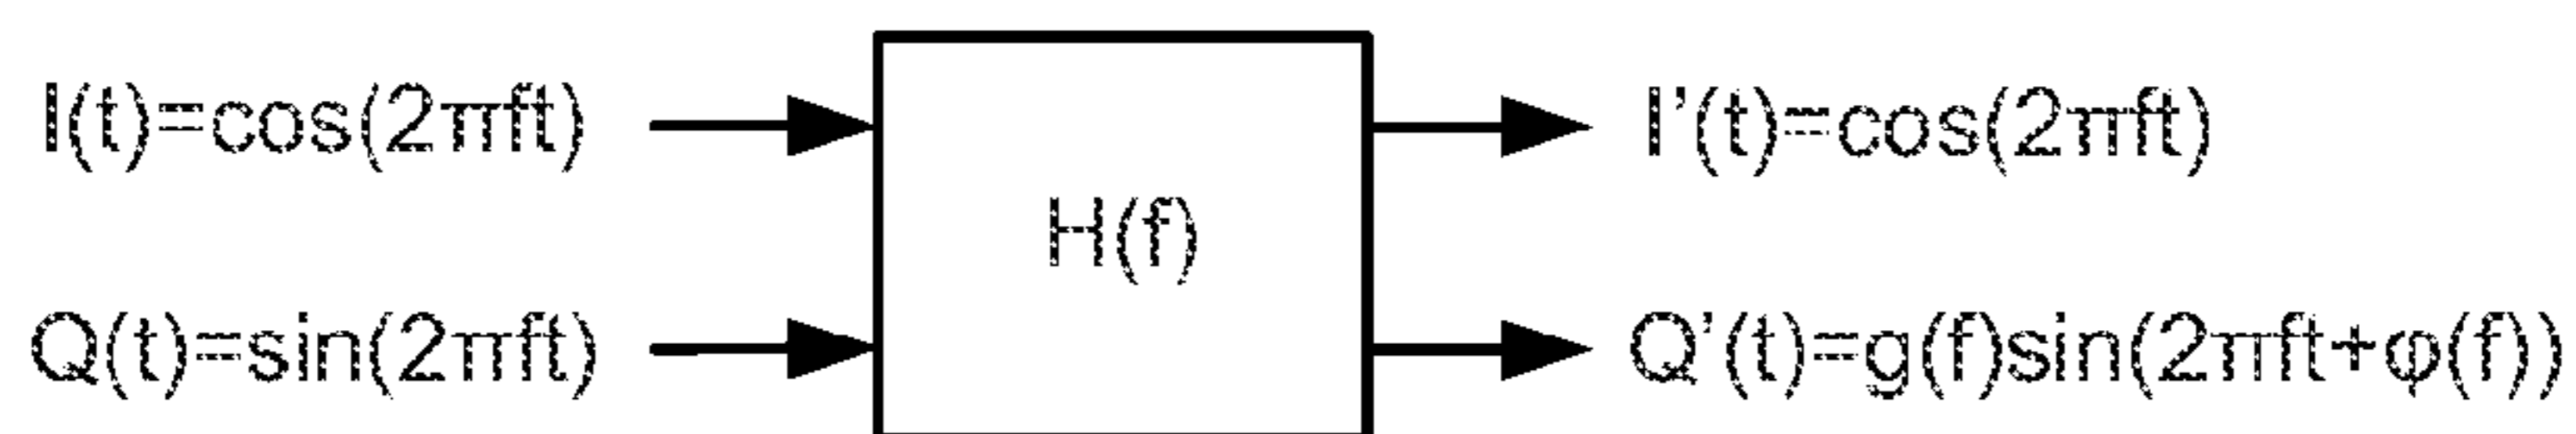 I(t)=cos(2πft)
I’(t)=cos(2πft)
H(f)
Q(t)=sin(2πft)
Q’(t)=g(f)sin(2πft+φ(f))